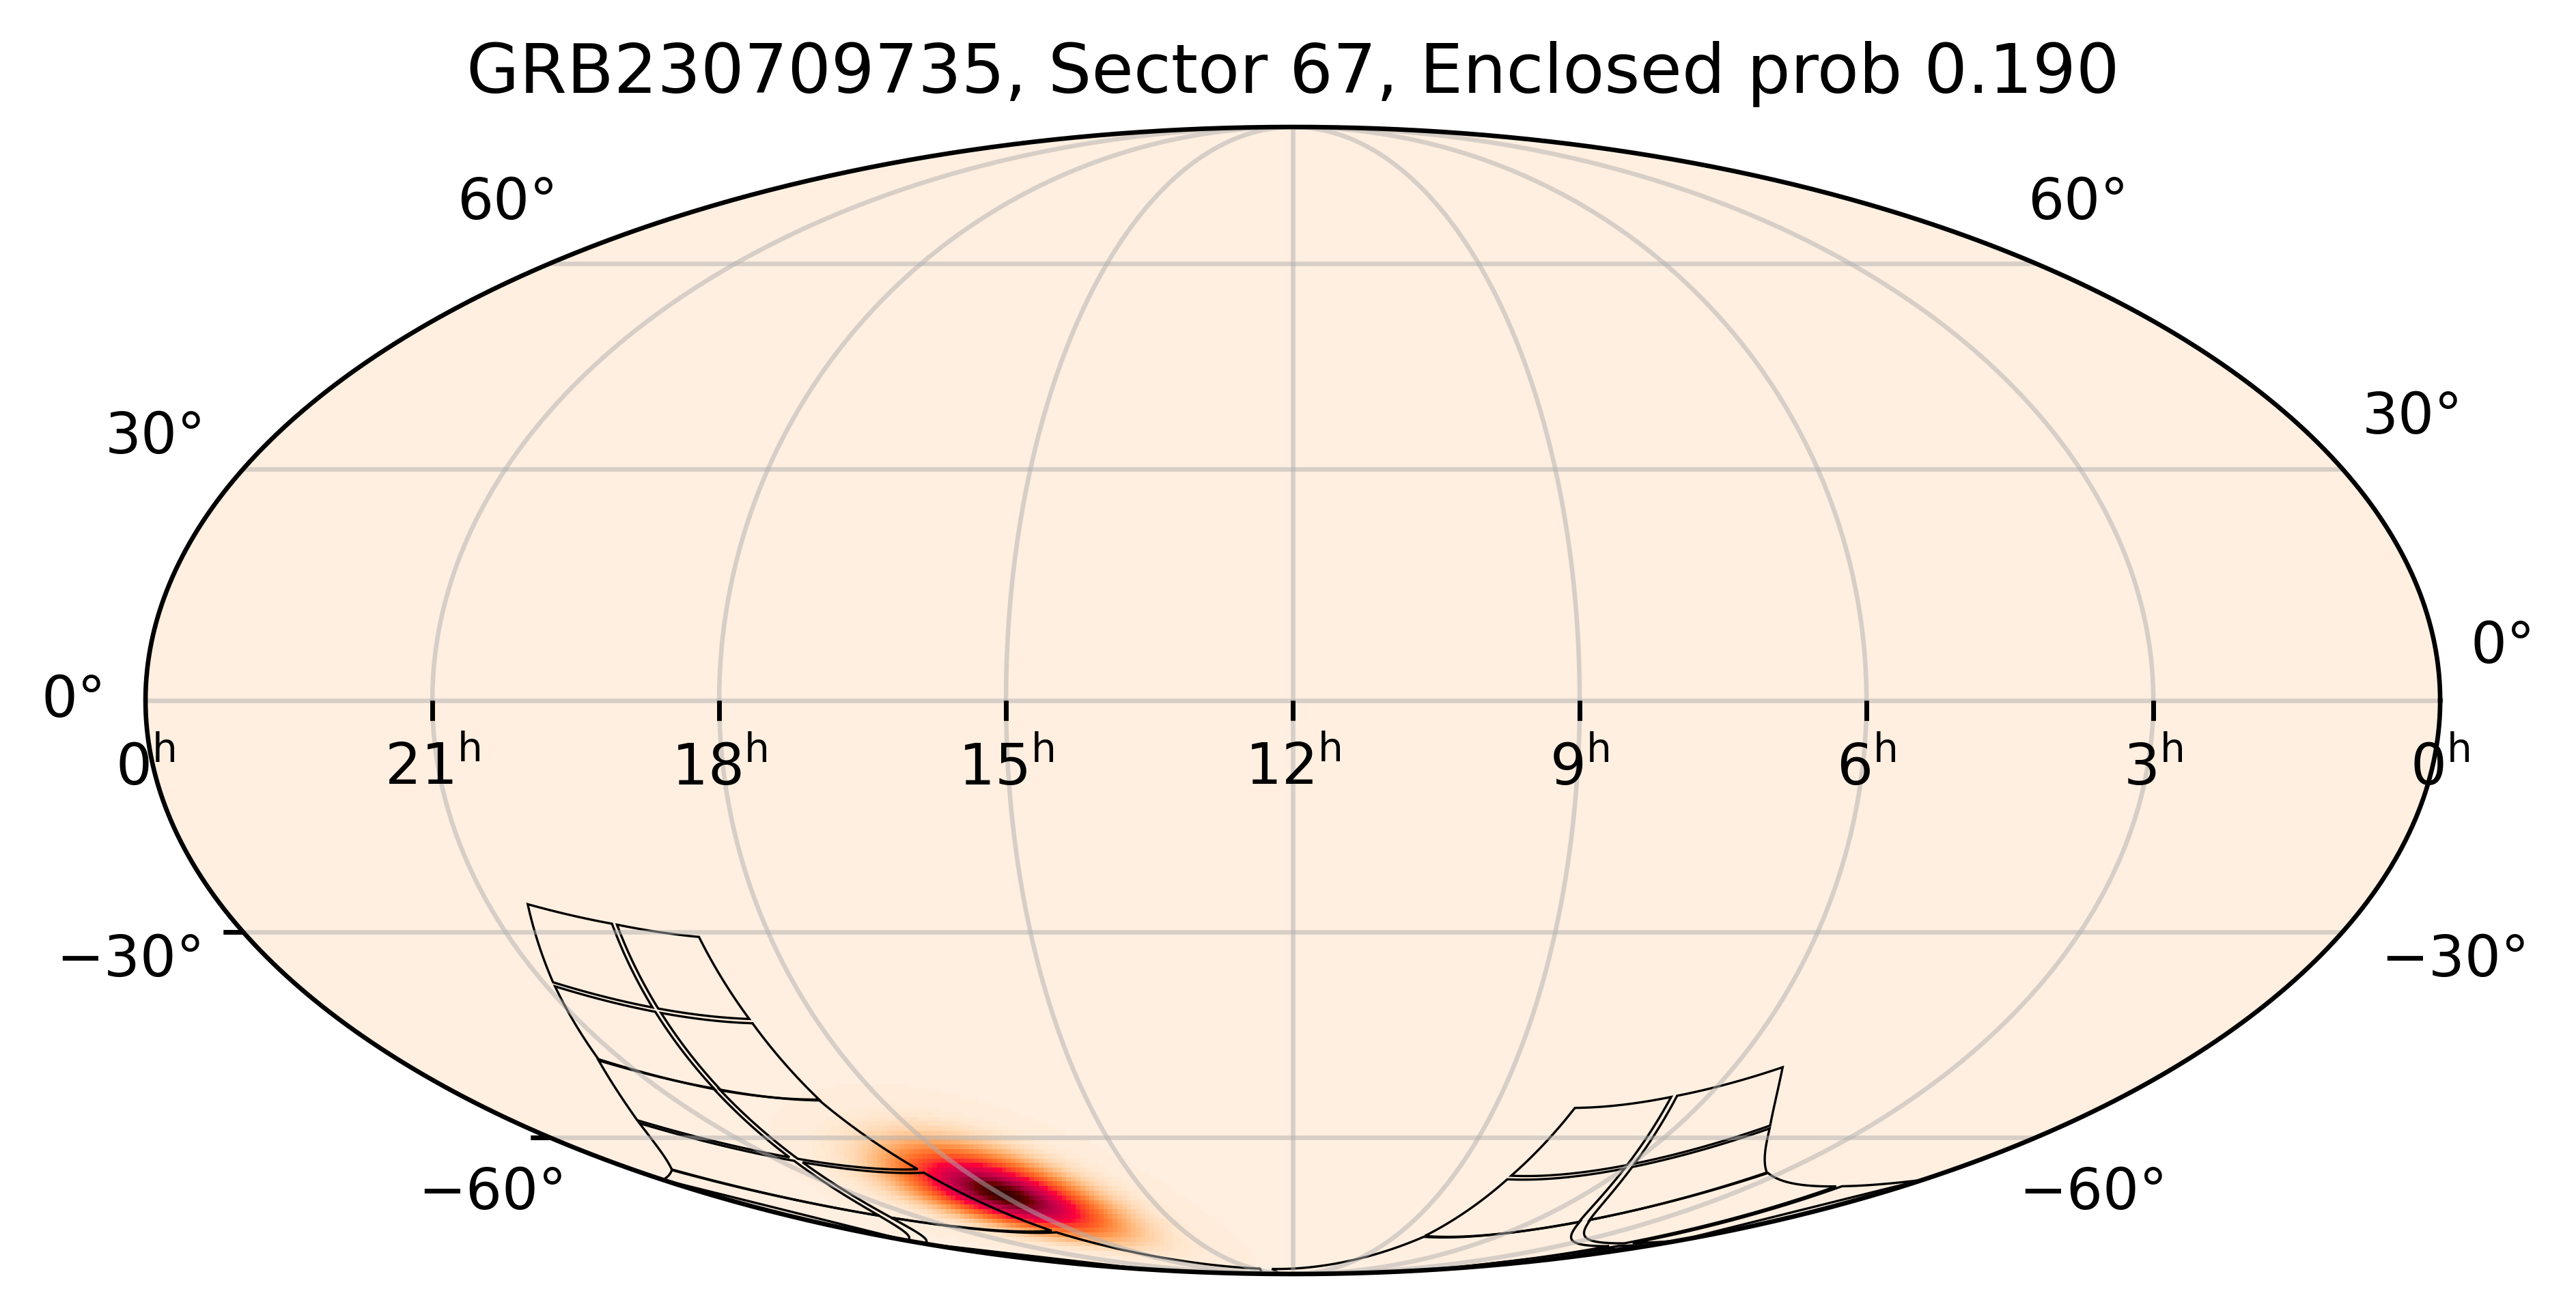 GRB230709735, Sector 67, Enclosed prob 0.190
60° 60°
30° 30°
0° 0°
0ʰ 21ʰ 18ʰ 15ʰ 12ʰ 9ʰ 6ʰ 3ʰ 0ʰ
−30° −30°
−60° −60°